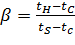 β = (t_H − t_C) / (t_S − t_C)